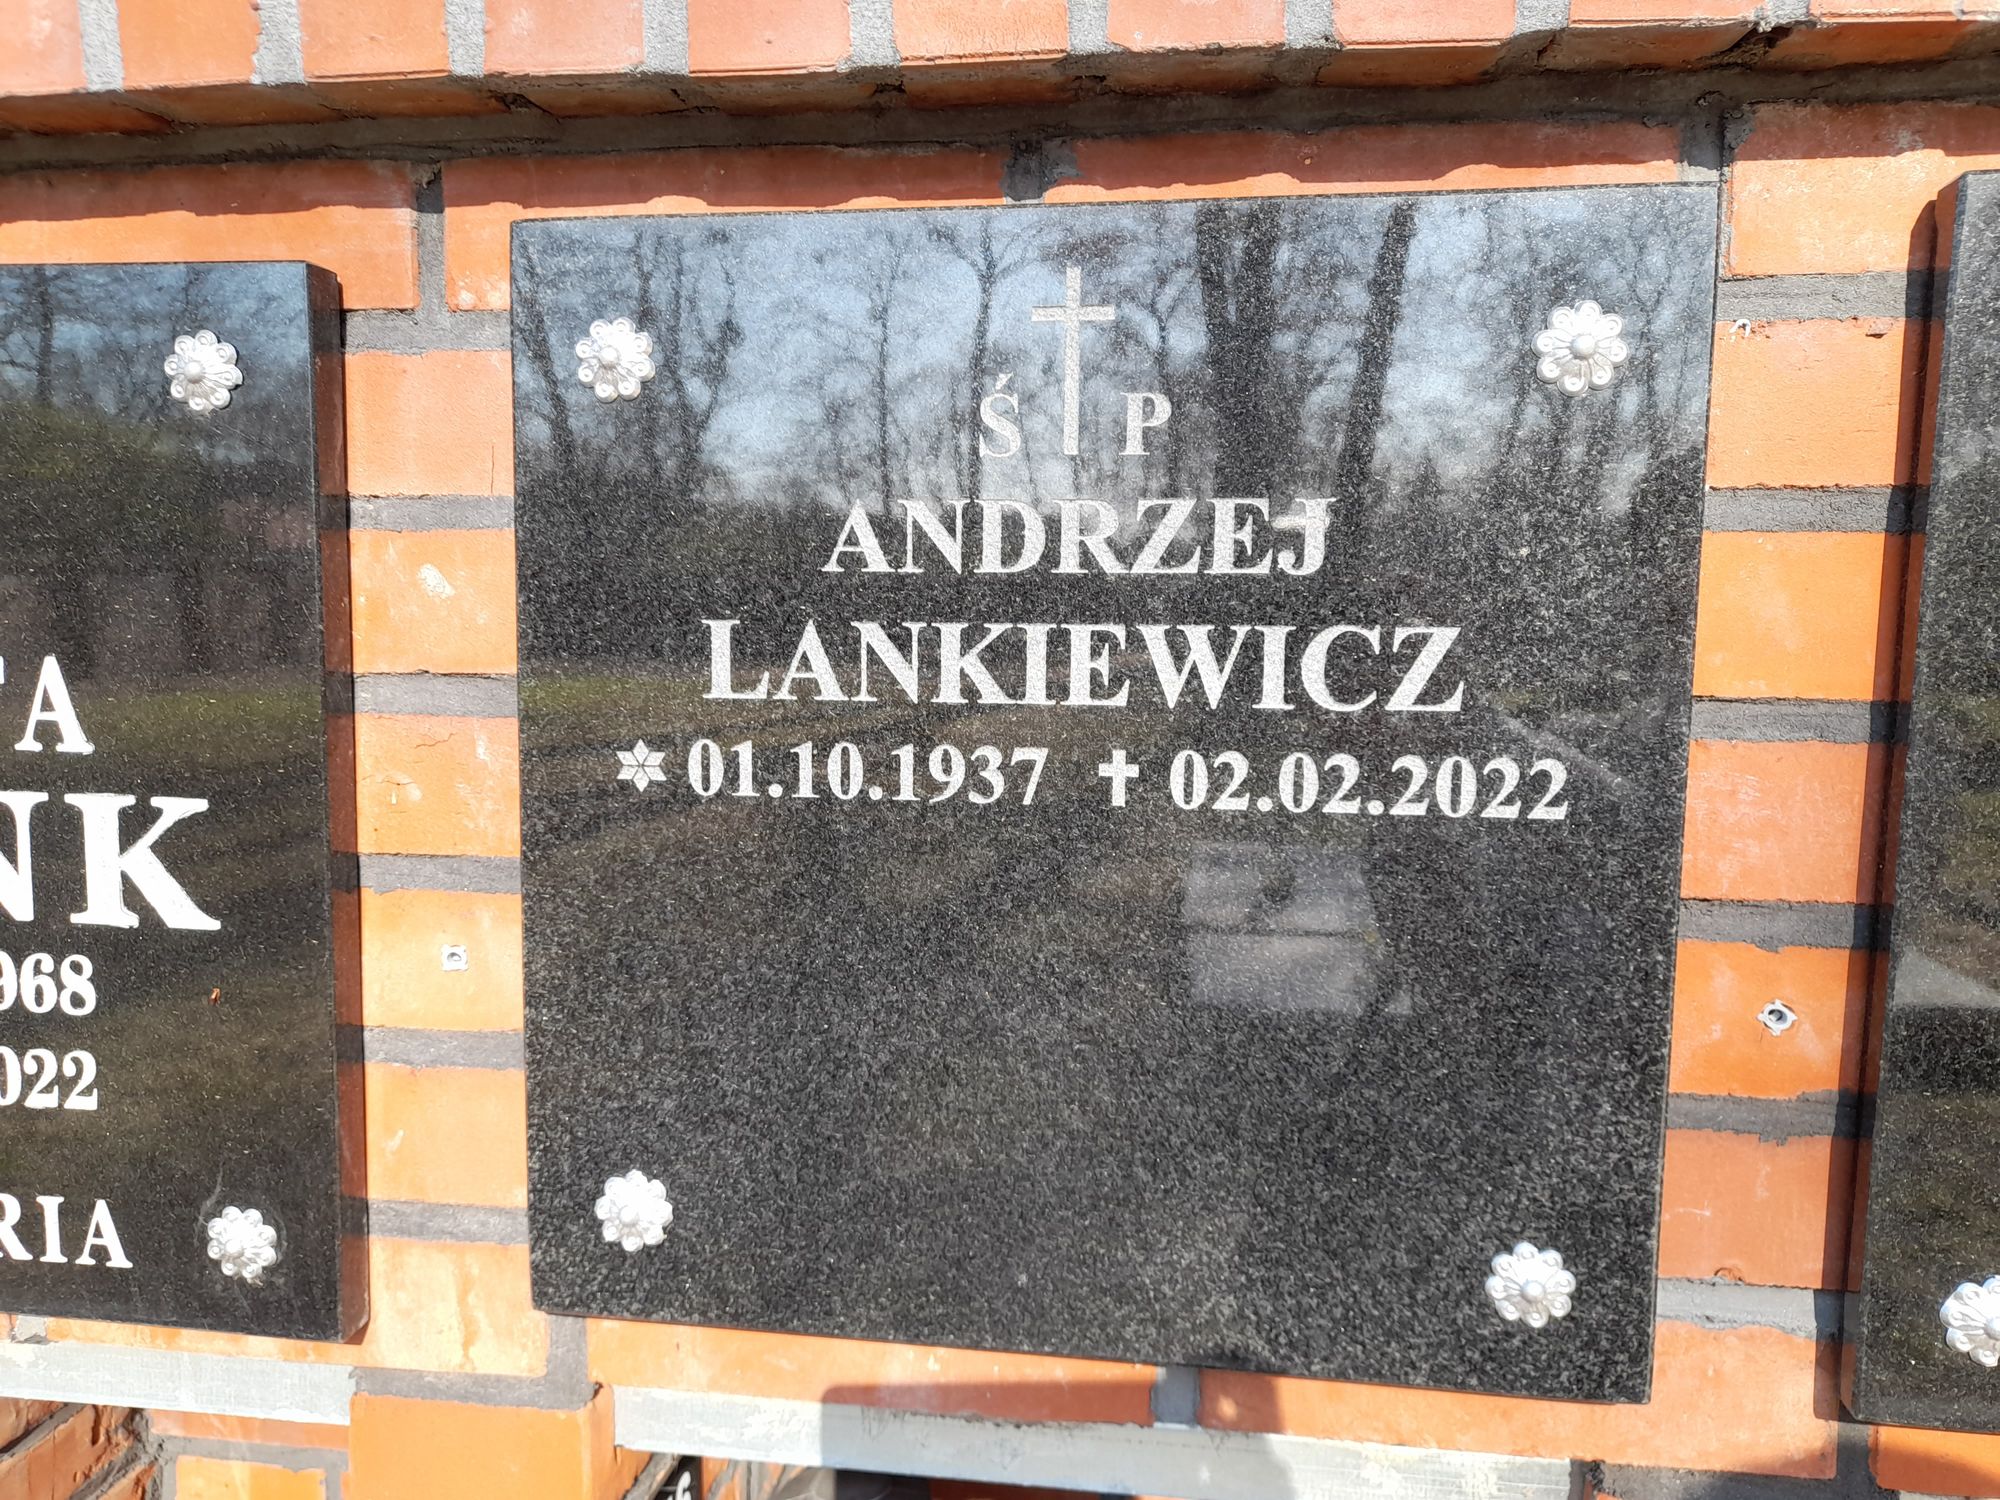 Ś P
ANDRZEJ
LANKIEWICZ
01.10.1937 ✝ 02.02.2022
TA
NK
968
022
RIA